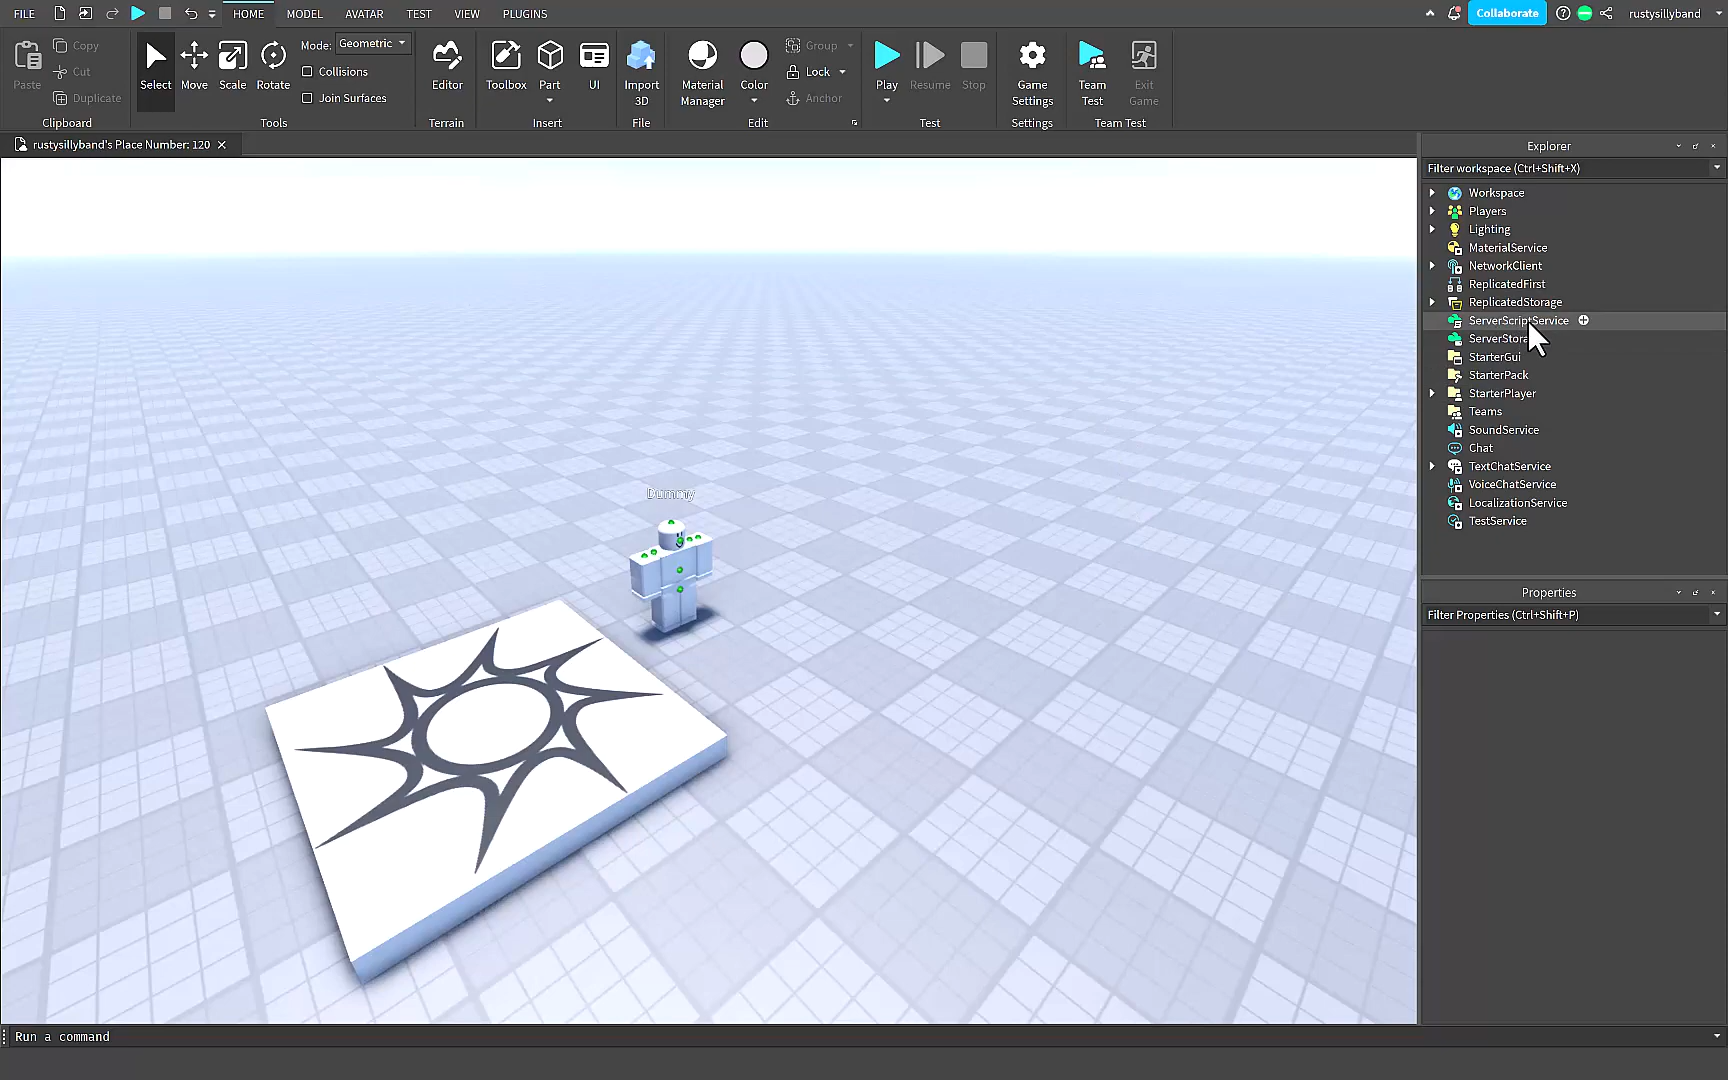 FILE HOME MODEL AVATAR TEST VIEW PLUGINS Collaborate rustysillyband
Paste Copy Cut Duplicate
Clipboard
Select Move Scale Rotate
Mode: Geometric
Collisions
Join Surfaces
Tools
Editor
Terrain
Toolbox Part UI
Insert
Import 3D
File
Material Manager Color Group Lock Anchor
Edit
Play Resume Stop
Test
Game Settings
Settings
Team Test Exit Game
Team Test
rustysillyband's Place Number: 120
Dummy
Explorer
Filter workspace (Ctrl+Shift+X)
Workspace
Players
Lighting
MaterialService
NetworkClient
ReplicatedFirst
ReplicatedStorage
ServerScriptService
ServerStora
StarterGui
StarterPack
StarterPlayer
Teams
SoundService
Chat
TextChatService
VoiceChatService
LocalizationService
TestService
Properties
Filter Properties (Ctrl+Shift+P)
Run a command